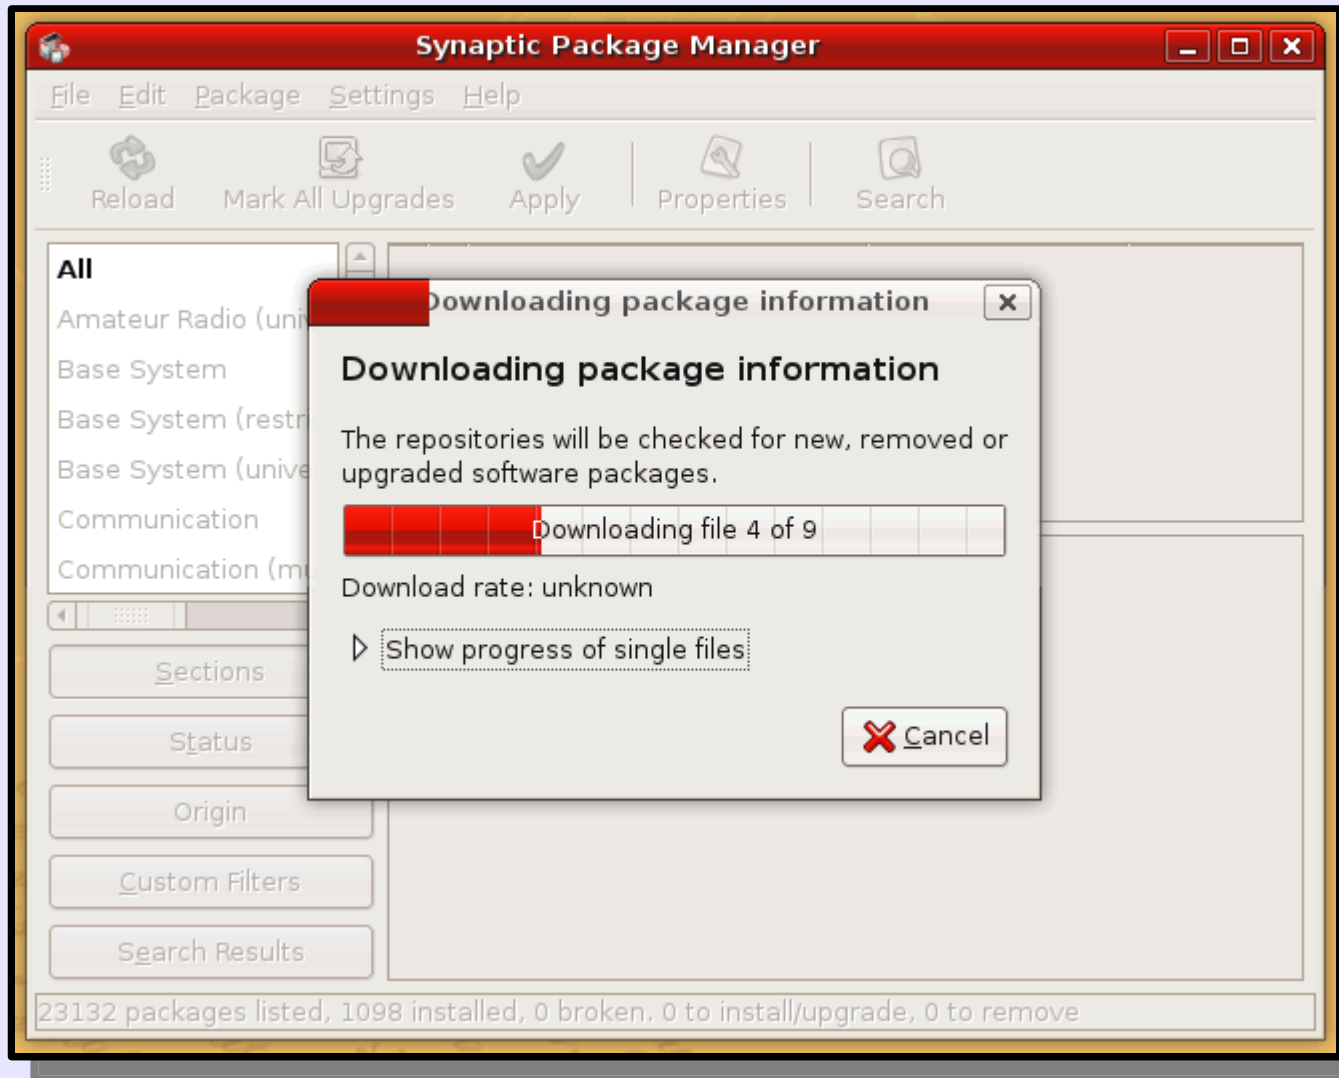 Synaptic Package Manager
File Edit Package Settings Help
Reload Mark All Upgrades Apply Properties Search
All
Amateur Radio (uni
Base System
Base System (restr
Base System (unive
Communication
Communication (mu
Sections
Status
Origin
Custom Filters
Search Results
Downloading package information
Downloading package information
The repositories will be checked for new, removed or
upgraded software packages.
Downloading file 4 of 9
Download rate: unknown
Show progress of single files
Cancel
23132 packages listed, 1098 installed, 0 broken. 0 to install/upgrade, 0 to remove